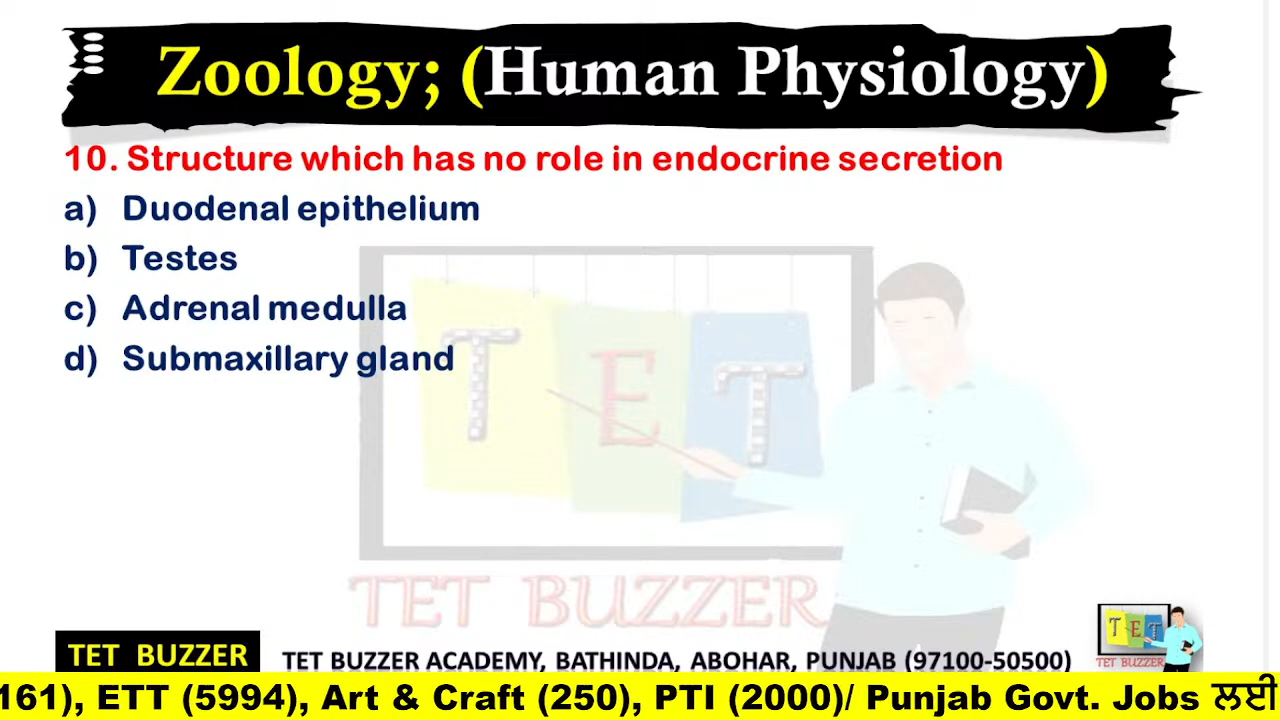 Zoology; (Human Physiology)
10. Structure which has no role in endocrine secretion
a) Duodenal epithelium
b) Testes
c) Adrenal medulla
d) Submaxillary gland
T E T
TET BUZZER
TET BUZZER
TET BUZZER ACADEMY, BATHINDA, ABOHAR, PUNJAB (97100-50500)
TET
TET BUZZER
161), ETT (5994), Art & Craft (250), PTI (2000)/ Punjab Govt. Jobs ਲਈ